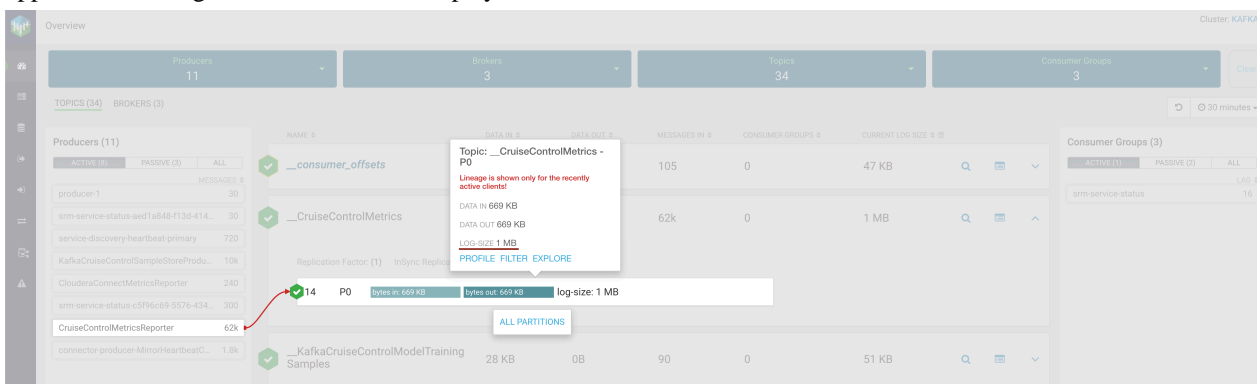 Overview
Cluster: KAFKA
Producers
11
Brokers
3
Topics
34
Consumer Groups
3
Clear
TOPICS (34) BROKERS (3)
30 minutes
Producers (11)
ACTIVE (8) PASSIVE (3) ALL
MESSAGES
producer-1 30
srm-service-status-aed1a848-f13d-414... 30
service-discovery-heartbeat-primary 720
KafkaCruiseControlSampleStoreProdu... 10k
ClouderaConnectMetricsReporter 240
srm-service-status-c5f96c69-5576-434... 300
CruiseControlMetricsReporter 62k
connector-producer-MirrorHeartbeatC... 1.8k
NAME DATA IN DATA OUT MESSAGES IN CONSUMER GROUPS CURRENT LOG SIZE
__consumer_offsets 105 0 47 KB
__CruiseControlMetrics 62k 0 1 MB
Replication Factor: (1) InSync Replica
Topic: __CruiseControlMetrics -
P0
Lineage is shown only for the recently
active clients!
DATA IN 669 KB
DATA OUT 669 KB
LOG-SIZE 1 MB
PROFILE FILTER EXPLORE
14 P0 bytes in: 669 KB bytes out: 669 KB log-size: 1 MB
ALL PARTITIONS
__KafkaCruiseControlModelTraining
Samples 28 KB 0B 90 0 51 KB
Consumer Groups (3)
ACTIVE (1) PASSIVE (2) ALL
LAG
srm-service-status 16